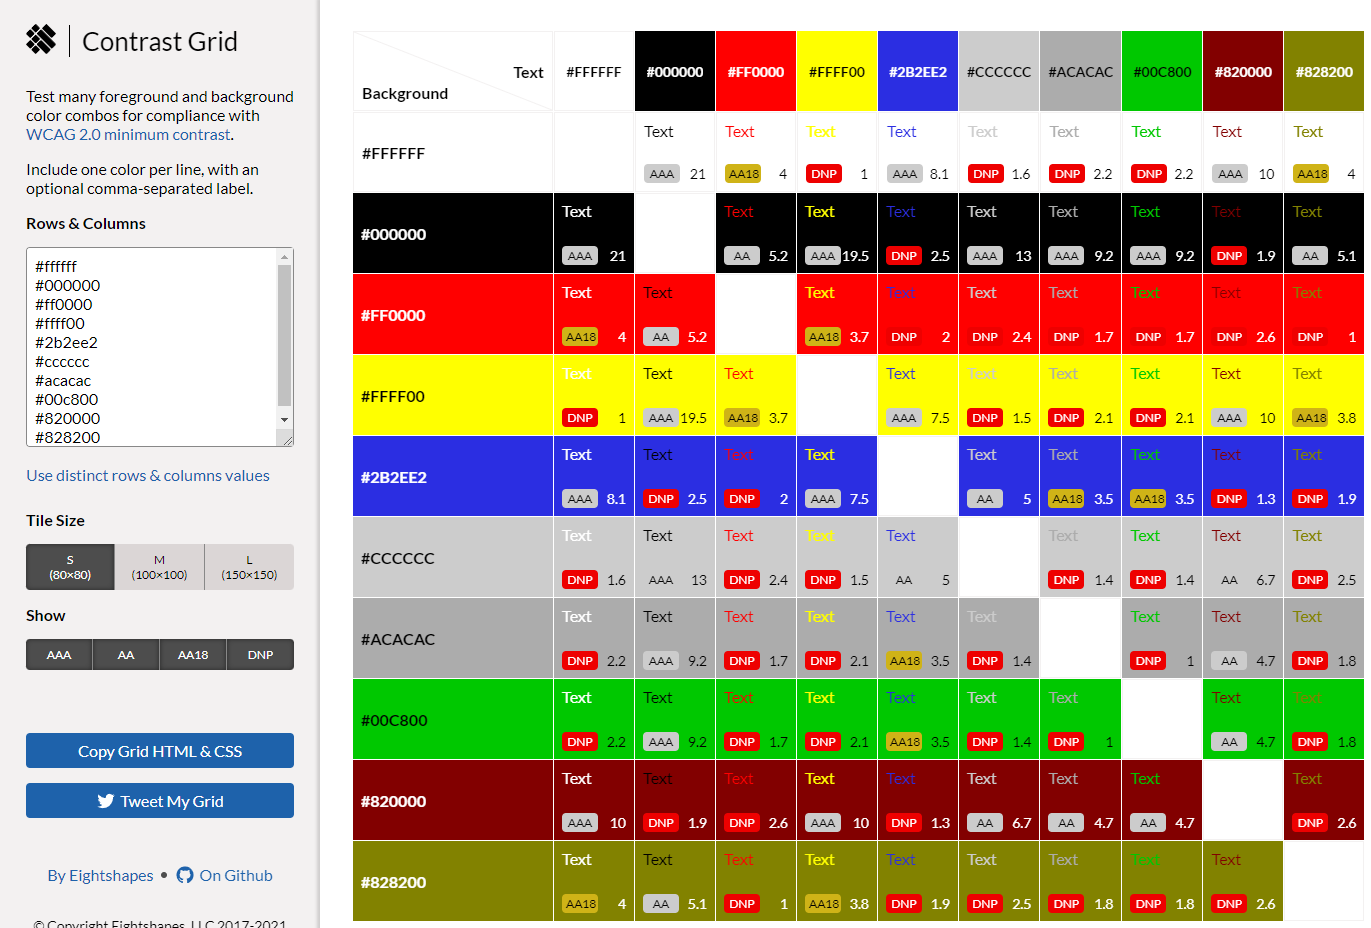 Contrast Grid
Test many foreground and background
color combos for compliance with
WCAG 2.0 minimum contrast.
Include one color per line, with an
optional comma-separated label.
Rows & Columns
#ffffff
#000000
#ff0000
#ffff00
#2b2ee2
#cccccc
#acacac
#00c800
#820000
#828200
Use distinct rows & columns values
Tile Size
S M L
(80×80) (100×100) (150×150)
Show
AAA AA AA18 DNP
Copy Grid HTML & CSS
Tweet My Grid
By Eightshapes • On Github
© Copyright Eightshapes, LLC 2017-2021
Text #FFFFFF #000000 #FF0000 #FFFF00 #2B2EE2 #CCCCCC #ACACAC #00C800 #820000 #828200
Background
Text Text Text Text Text Text Text Text Text
#FFFFFF
AAA 21 AA18 4 DNP 1 AAA 8.1 DNP 1.6 DNP 2.2 DNP 2.2 AAA 10 AA18 4
Text Text Text Text Text Text Text Text Text
#000000
AAA 21 AA 5.2 AAA 19.5 DNP 2.5 AAA 13 AAA 9.2 AAA 9.2 DNP 1.9 AA 5.1
Text Text Text Text Text Text Text Text Text
#FF0000
AA18 4 AA 5.2 AA18 3.7 DNP 2 DNP 2.4 DNP 1.7 DNP 1.7 DNP 2.6 DNP 1
Text Text Text Text Text Text Text Text Text
#FFFF00
DNP 1 AAA 19.5 AA18 3.7 AAA 7.5 DNP 1.5 DNP 2.1 DNP 2.1 AAA 10 AA18 3.8
Text Text Text Text Text Text Text Text Text
#2B2EE2
AAA 8.1 DNP 2.5 DNP 2 AAA 7.5 AA 5 AA18 3.5 AA18 3.5 DNP 1.3 DNP 1.9
Text Text Text Text Text Text Text Text Text
#CCCCCC
DNP 1.6 AAA 13 DNP 2.4 DNP 1.5 AA 5 DNP 1.4 DNP 1.4 AA 6.7 DNP 2.5
Text Text Text Text Text Text Text Text Text
#ACACAC
DNP 2.2 AAA 9.2 DNP 1.7 DNP 2.1 AA18 3.5 DNP 1.4 DNP 1 AA 4.7 DNP 1.8
Text Text Text Text Text Text Text Text Text
#00C800
DNP 2.2 AAA 9.2 DNP 1.7 DNP 2.1 AA18 3.5 DNP 1.4 DNP 1 AA 4.7 DNP 1.8
Text Text Text Text Text Text Text Text Text
#820000
AAA 10 DNP 1.9 DNP 2.6 AAA 10 DNP 1.3 AA 6.7 AA 4.7 AA 4.7 DNP 2.6
Text Text Text Text Text Text Text Text Text
#828200
AA18 4 AA 5.1 DNP 1 AA18 3.8 DNP 1.9 DNP 2.5 DNP 1.8 DNP 1.8 DNP 2.6